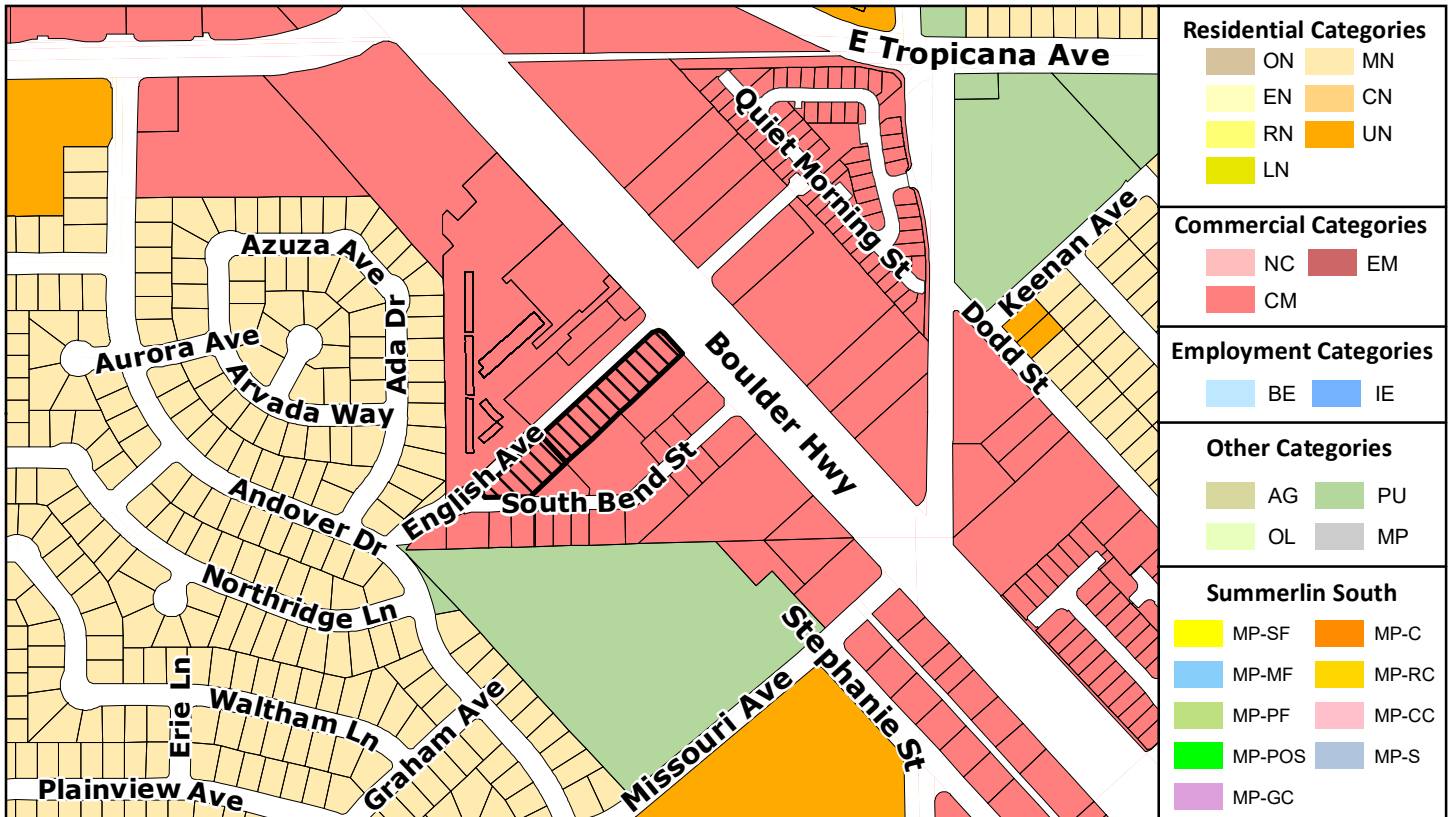 E Tropicana Ave
Quiet Morning St
Keenan Ave
Dodd St
Azuza Ave
Ada Dr
Aurora Ave
Arvada Way
Boulder Hwy
English Ave
South Bend St
Andover Dr
Northridge Ln
Stephanie St
Missouri Ave
Erie Ln
Waltham Ln
Graham Ave
Plainview Ave
Residential Categories
ON MN
EN CN
RN UN
LN
Commercial Categories
NC EM
CM
Employment Categories
BE IE
Other Categories
AG PU
OL MP
Summerlin South
MP-SF MP-C
MP-MF MP-RC
MP-PF MP-CC
MP-POS MP-S
MP-GC